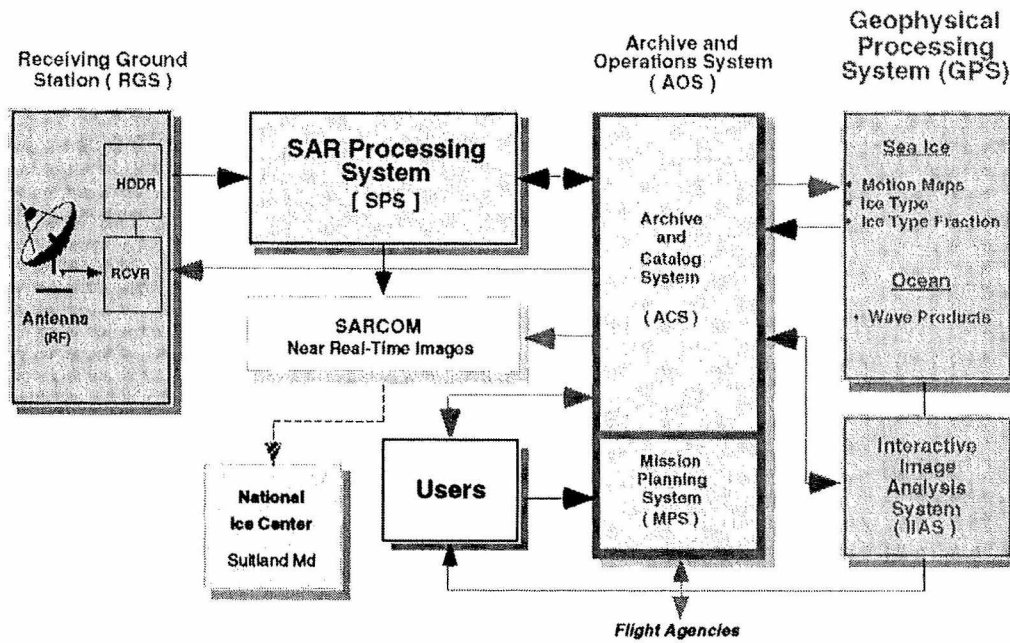 Receiving Ground
Station ( RGS )
HDDR
RCVR
Antenna
(RF)
SAR Processing
System
[ SPS ]
SARCOM
Near Real-Time Images
National
Ice Center
Suitland Md
Users
Archive and
Operations System
( AOS )
Archive
and
Catalog
System
( ACS )
Mission
Planning
System
( MPS )
Flight Agencies
Geophysical
Processing
System (GPS)
Sea Ice
• Motion Maps
• Ice Type
• Ice Type Fraction
Ocean
• Wave Products
Interactive
Image
Analysis
System
( IIAS )